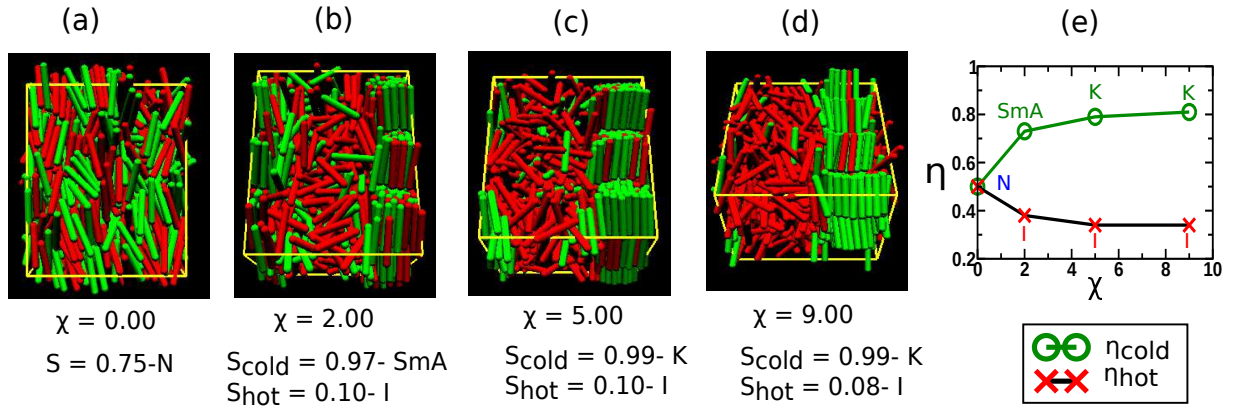 (a)
(b)
(c)
(d)
(e)
χ = 0.00
S = 0.75-N
χ = 2.00
Scold = 0.97- SmA
Shot = 0.10- I
χ = 5.00
Scold = 0.99- K
Shot = 0.10- I
χ = 9.00
Scold = 0.99- K
Shot = 0.08- I
1
0.8
0.6
0.4
0.2
η
SmA
K
K
N
I
I
I
0 2 4 6 8 10
χ
ηcold
ηhot